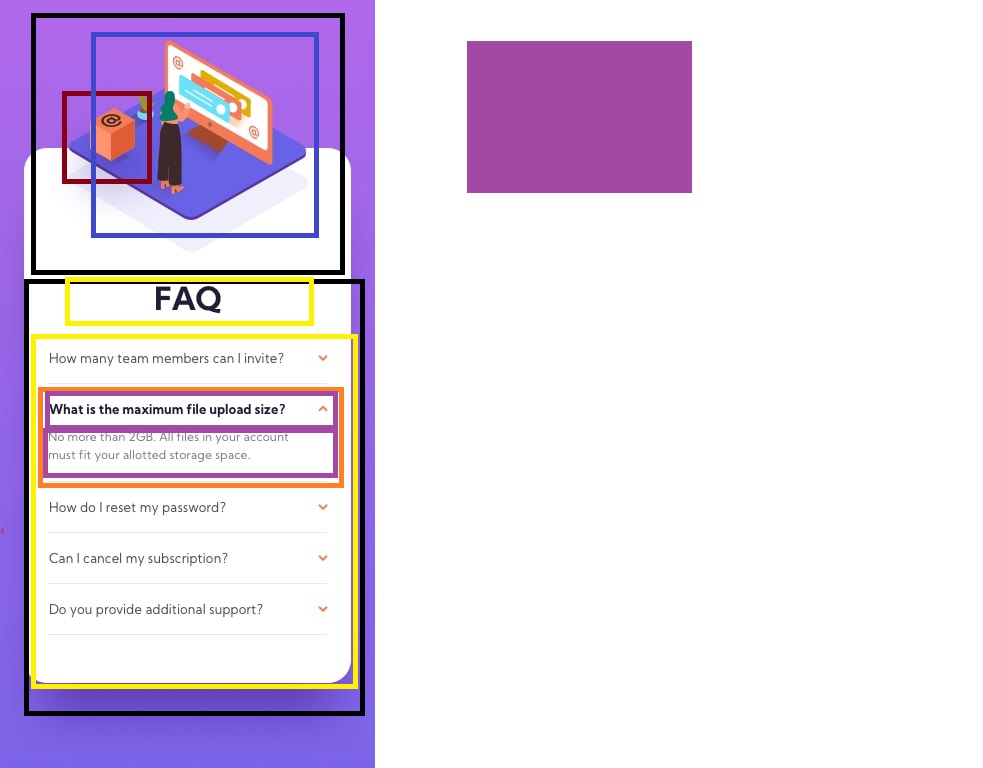 @
@
@
FAQ
How many team members can I invite?
What is the maximum file upload size?
No more than 2GB. All files in your account
must fit your allotted storage space.
How do I reset my password?
Can I cancel my subscription?
Do you provide additional support?